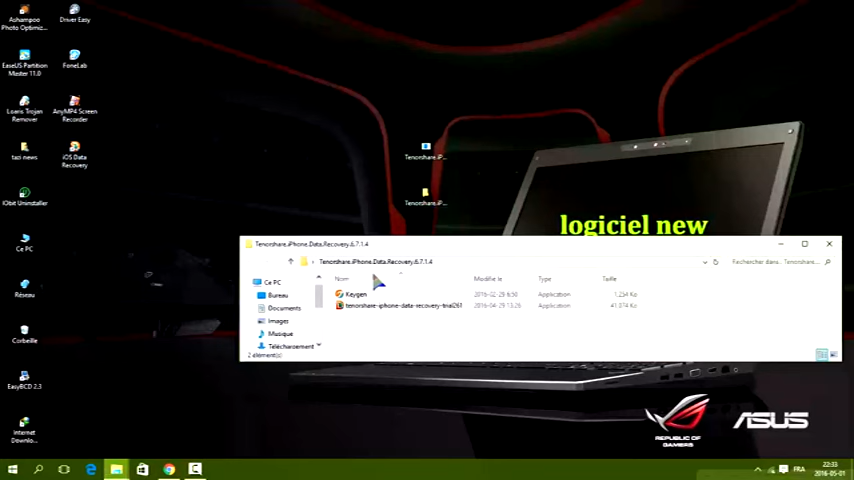 Ashampoo
Photo Optimiz...
Driver Easy
EaseUS Partition
Master 11.0
FoneLab
Loaris Trojan
Remover
AnyMP4 Screen
Recorder
tazi news
iOS Data
Recovery
IObit Uninstaller
Ce PC
Réseau
Corbeille
EasyBCD 2.3
Internet
Downlo...
Tenorshare.iP...
Tenorshare.iP...
logiciel new
Tenorshare.iPhone.Data.Recovery.6.7.1.4
Tenorshare.iPhone.Data.Recovery.6.7.1.4
Rechercher dans : Tenorshare....
Nom
Modifié le
Type
Taille
Ce PC
Bureau
Documents
Images
Musique
Téléchargement
Keygen
2016-02-29 6:50
Application
1 234 Ko
tenorshare-iphone-data-recovery-trial261
2016-04-29 13:26
Application
2 élément(s)
REPUBLIC OF
GAMERS
ASUS
FRA
22:33
2016-05-01